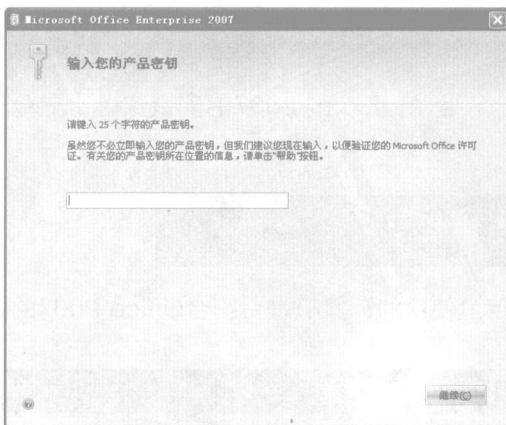 Microsoft Office Enterprise 2007
输入您的产品密钥
请键入 25 个字符的产品密钥。
虽然您不必立即输入您的产品密钥，但我们建议您现在输入，以便验证您的 Microsoft Office 许可
证。有关您的产品密钥所在位置的信息，请单击“帮助”按钮。
继续(C)